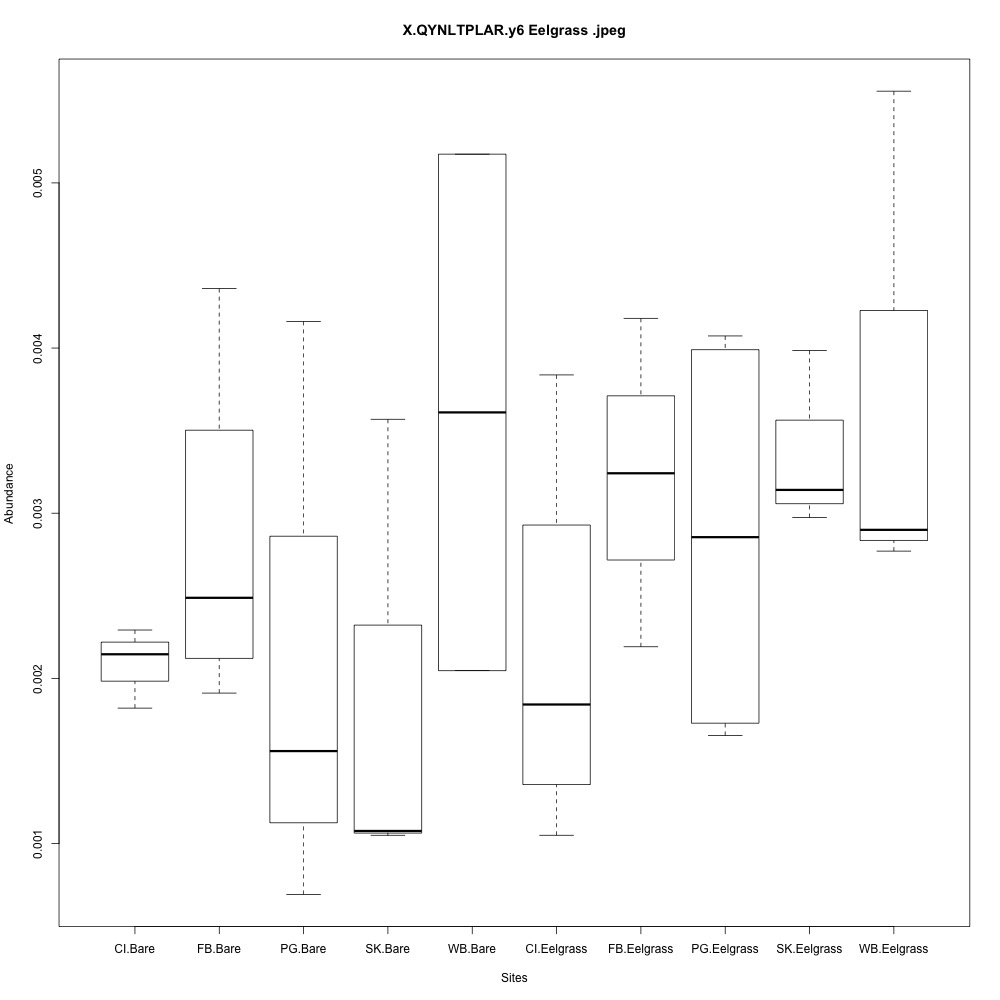 X.QYNLTPLAR.y6 Eelgrass .jpeg
Abundance
0.005
0.004
0.003
0.002
0.001
CI.Bare FB.Bare PG.Bare SK.Bare WB.Bare CI.Eelgrass FB.Eelgrass PG.Eelgrass SK.Eelgrass WB.Eelgrass
Sites